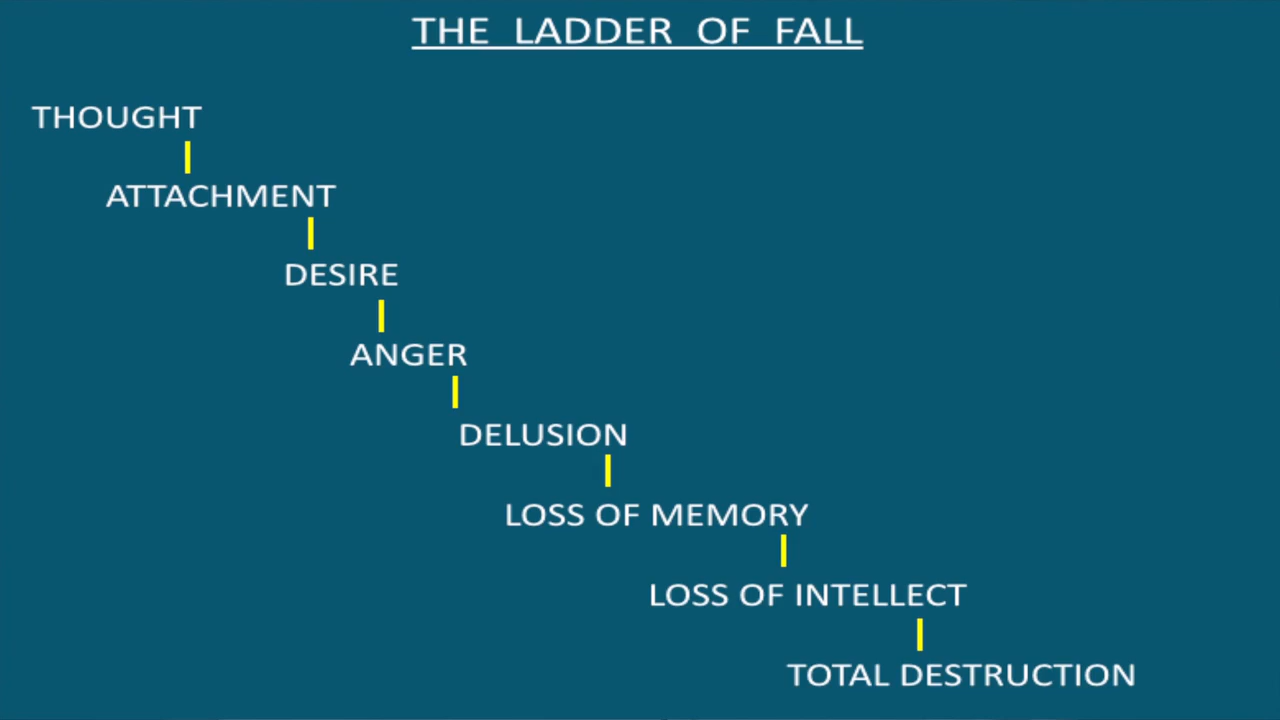 THE LADDER OF FALL
THOUGHT
ATTACHMENT
DESIRE
ANGER
DELUSION
LOSS OF MEMORY
LOSS OF INTELLECT
TOTAL DESTRUCTION